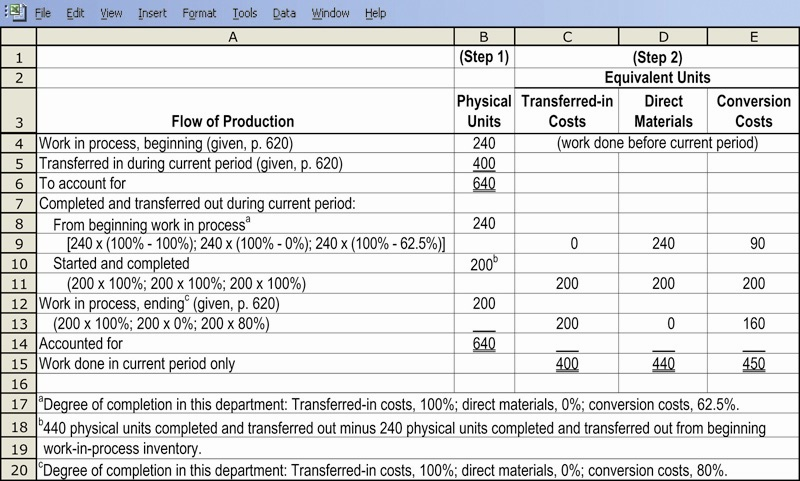 File Edit View Insert Format Tools Data Window Help
A B C D E
1 (Step 1) (Step 2)
2 Equivalent Units
Physical Transferred-in Direct Conversion
3 Flow of Production Units Costs Materials Costs
4 Work in process, beginning (given, p. 620) 240 (work done before current period)
5 Transferred in during current period (given, p. 620) 400
6 To account for 640
7 Completed and transferred out during current period:
8 From beginning work in processᵃ 240
9 [240 x (100% - 100%); 240 x (100% - 0%); 240 x (100% - 62.5%)] 0 240 90
10 Started and completed 200ᵇ
11 (200 x 100%; 200 x 100%; 200 x 100%) 200 200 200
12 Work in process, endingᶜ (given, p. 620) 200
13 (200 x 100%; 200 x 0%; 200 x 80%) 200 0 160
14 Accounted for 640
15 Work done in current period only 400 440 450
16
17 ᵃDegree of completion in this department: Transferred-in costs, 100%; direct materials, 0%; conversion costs, 62.5%.
18 ᵇ440 physical units completed and transferred out minus 240 physical units completed and transferred out from beginning
19 work-in-process inventory.
20 ᶜDegree of completion in this department: Transferred-in costs, 100%; direct materials, 0%; conversion costs, 80%.